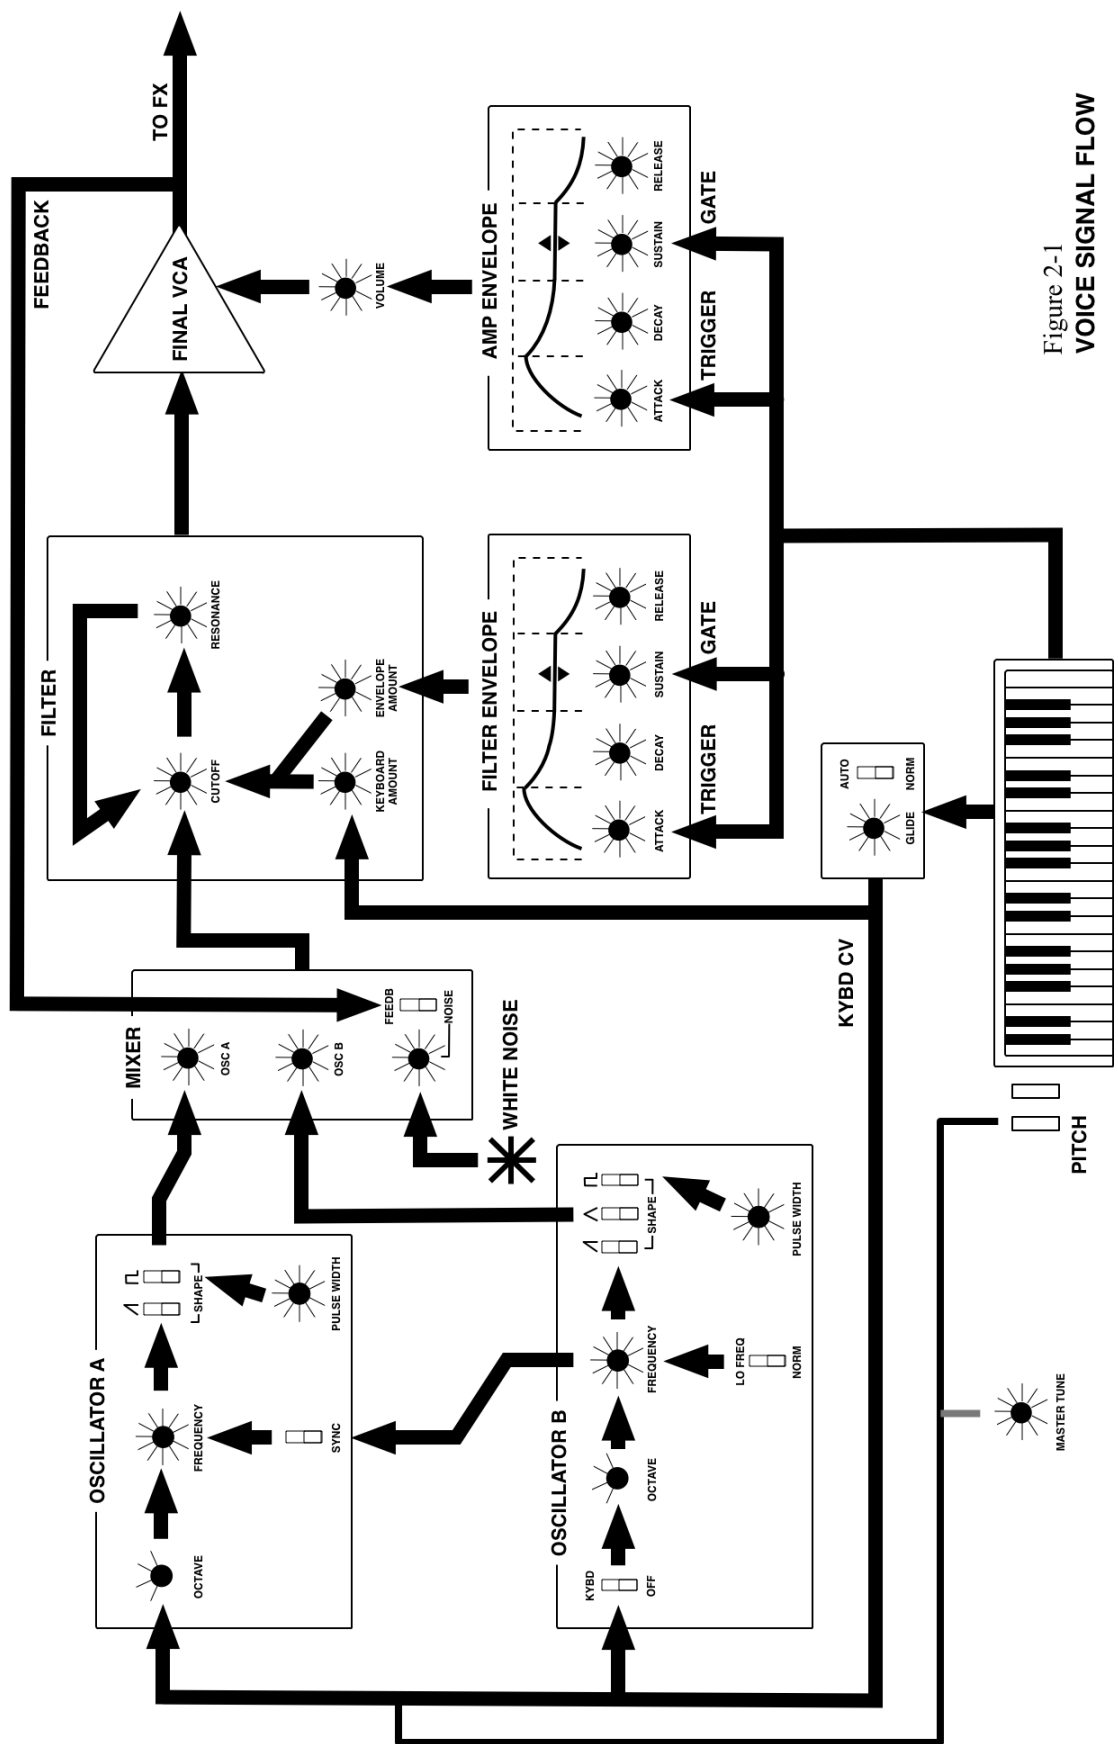 OSCILLATOR A
OCTAVE
FREQUENCY
SYNC
SHAPE
PULSE WIDTH
OSCILLATOR B
KYBD
OFF
OCTAVE
FREQUENCY
LO FREQ
NORM
SHAPE
PULSE WIDTH
MIXER
OSC A
OSC B
FEEDB
NOISE
WHITE NOISE
FEEDBACK
FILTER
CUTOFF
RESONANCE
KEYBOARD
AMOUNT
ENVELOPE
AMOUNT
FINAL VCA
TO FX
VOLUME
FILTER ENVELOPE
ATTACK
DECAY
SUSTAIN
RELEASE
TRIGGER
GATE
AMP ENVELOPE
ATTACK
DECAY
SUSTAIN
RELEASE
TRIGGER
GATE
KYBD CV
GLIDE
AUTO
NORM
PITCH
MASTER TUNE
Figure 2-1
VOICE SIGNAL FLOW